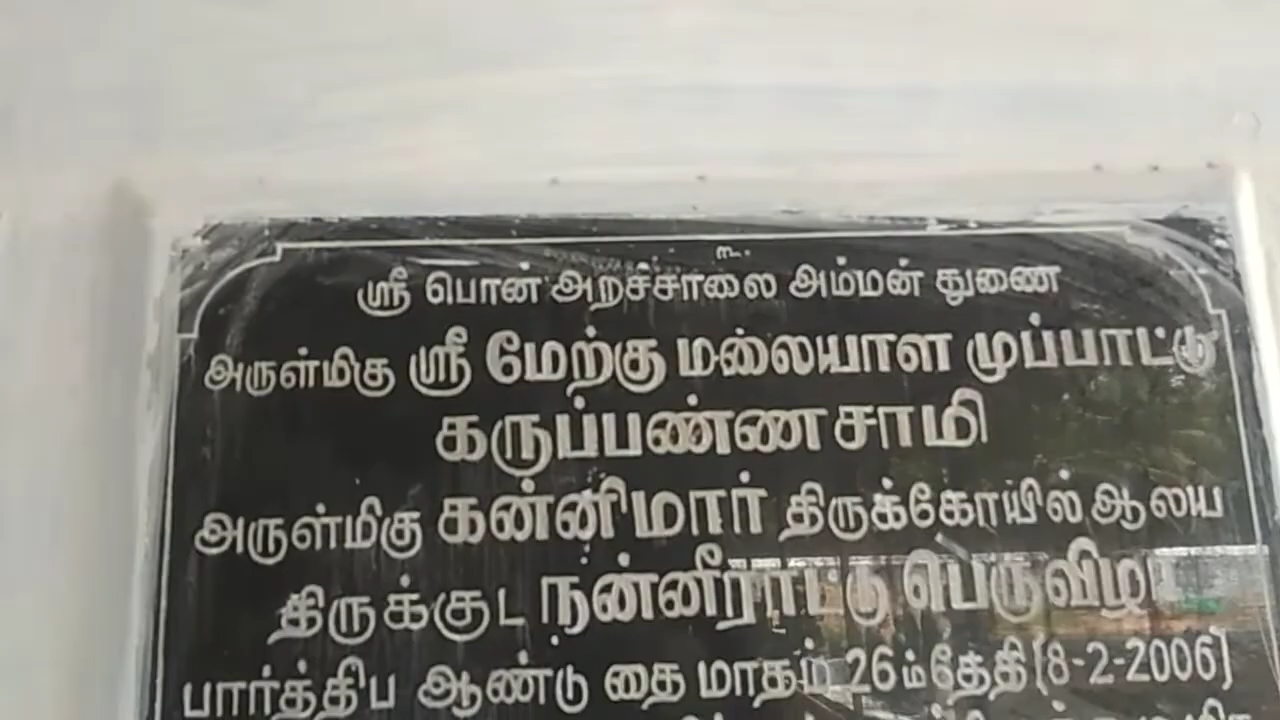 உ
ஸ்ரீ பொன் அறச்சாலை அம்மன் துணை
அருள்மிகு ஸ்ரீ மேற்கு மலையாள முப்பாட்டு
கருப்பண்ணசாமி
அருள்மிகு கன்னிமார் திருக்கோயில் ஆலய
திருக்குட நன்னீராட்டு பெருவிழா
பார்த்திப ஆண்டு தை மாதம் 26ம்தேதி (8-2-2006)